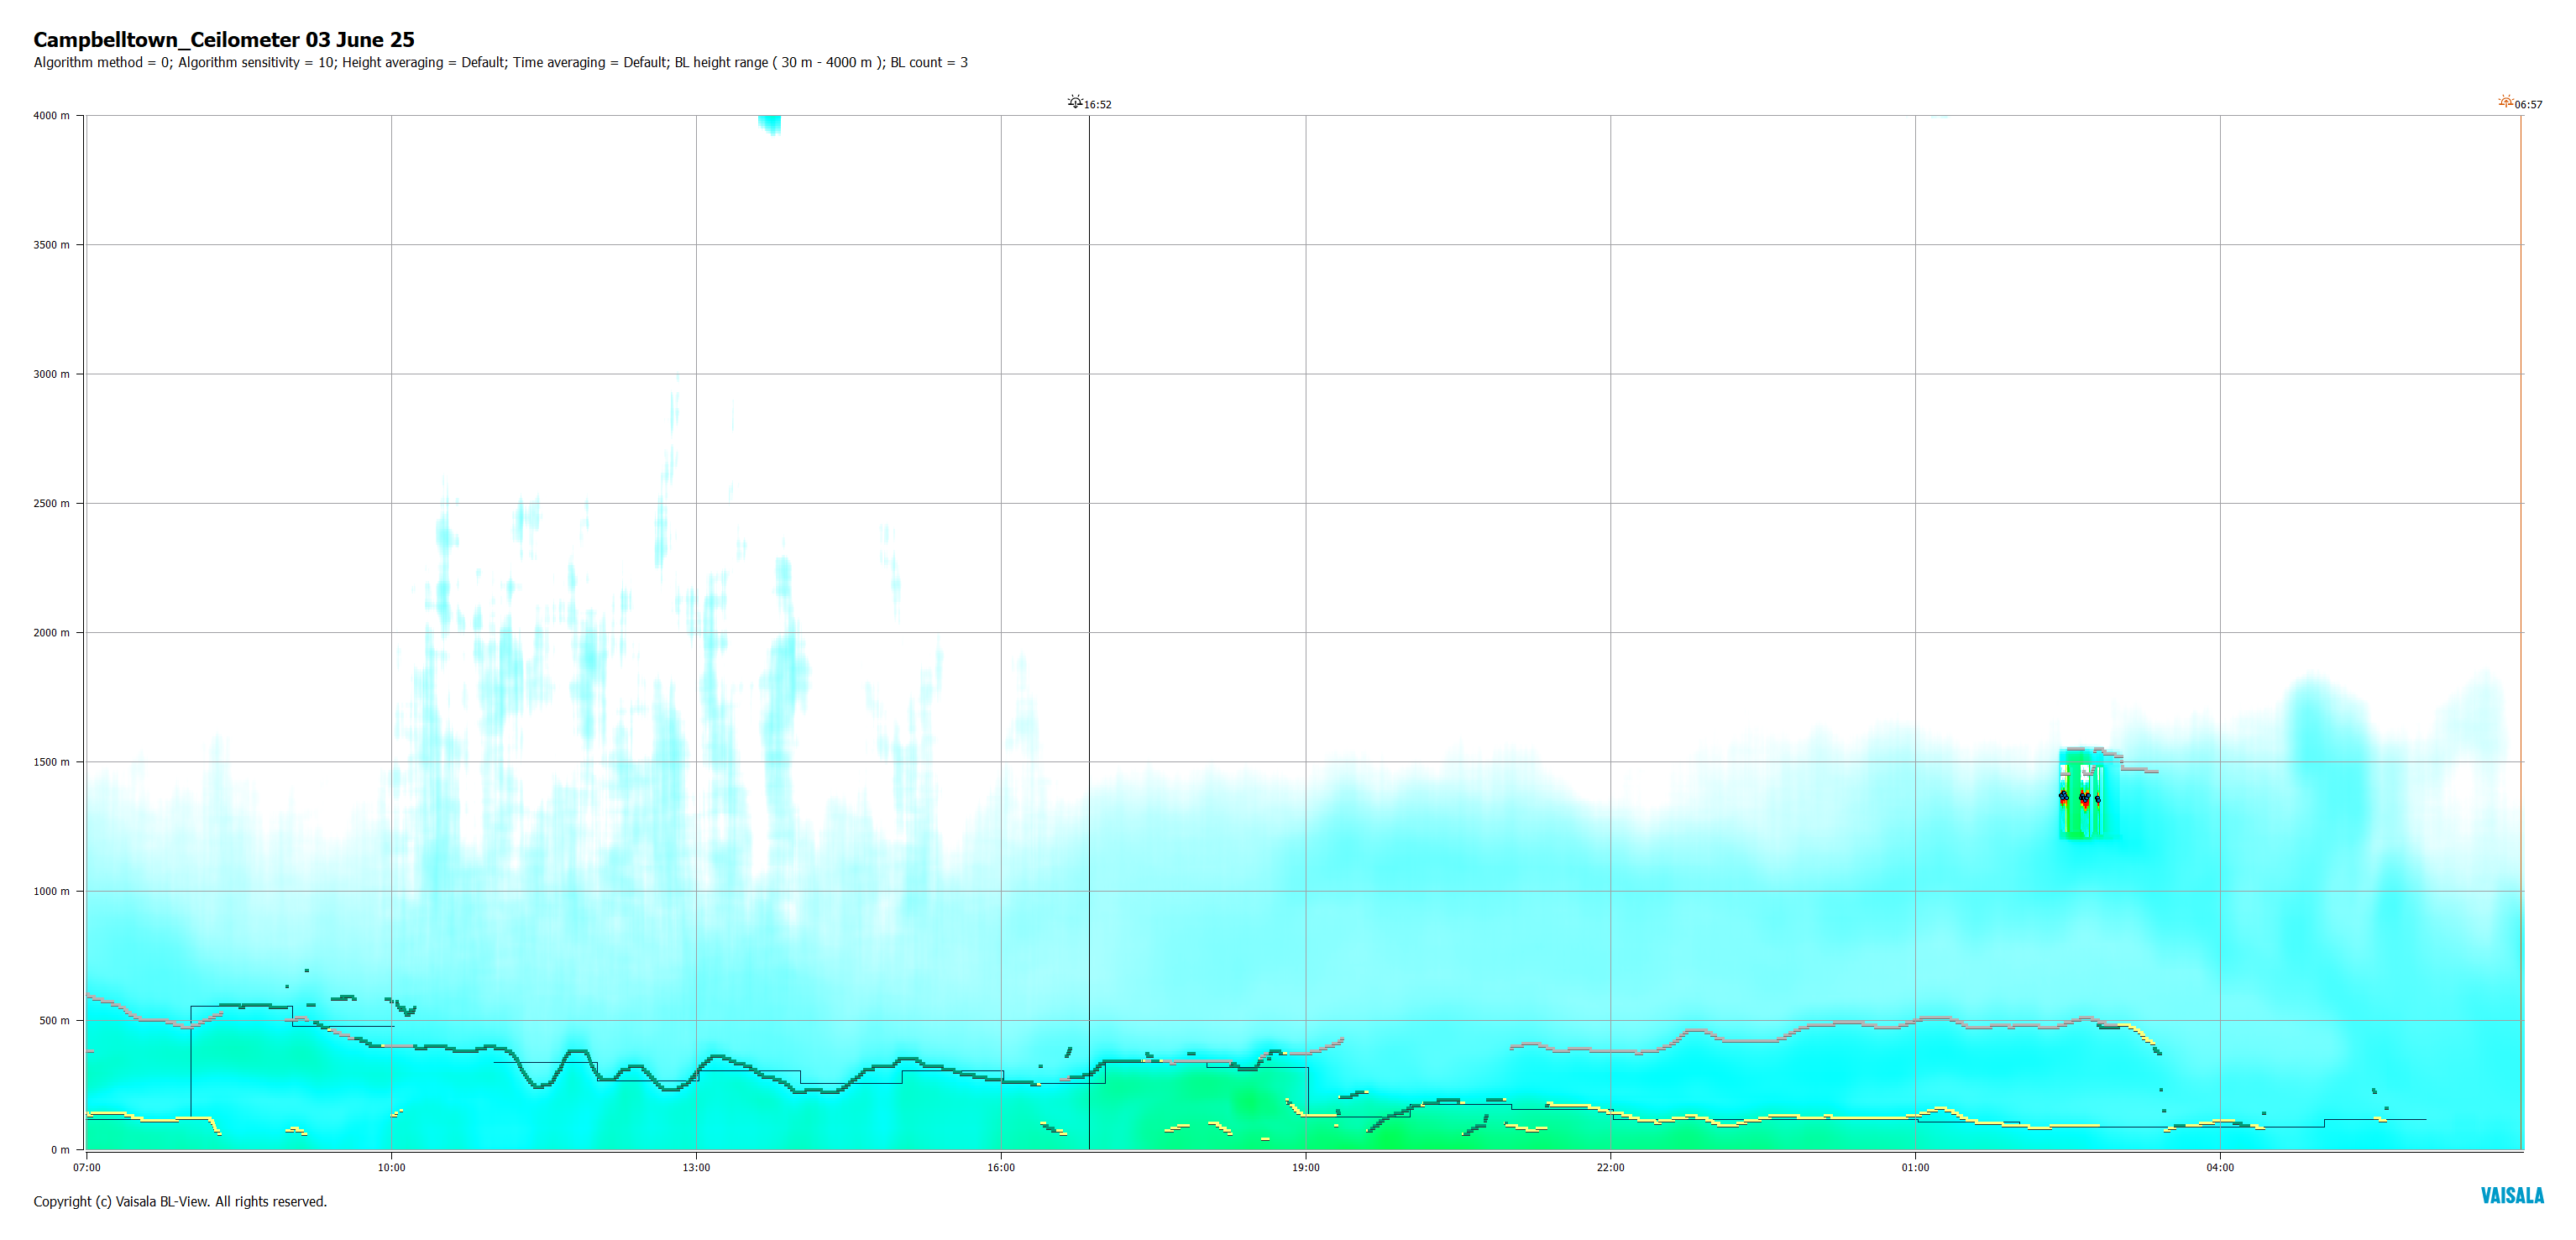 Campbelltown_Ceilometer 03 June 25
Algorithm method = 0; Algorithm sensitivity = 10; Height averaging = Default; Time averaging = Default; BL height range ( 30 m - 4000 m ); BL count = 3
16:52
06:57
4000 m
3500 m
3000 m
2500 m
2000 m
1500 m
1000 m
500 m
0 m
07:00 10:00 13:00 16:00 19:00 22:00 01:00 04:00
Copyright (c) Vaisala BL-View. All rights reserved.
VAISALA